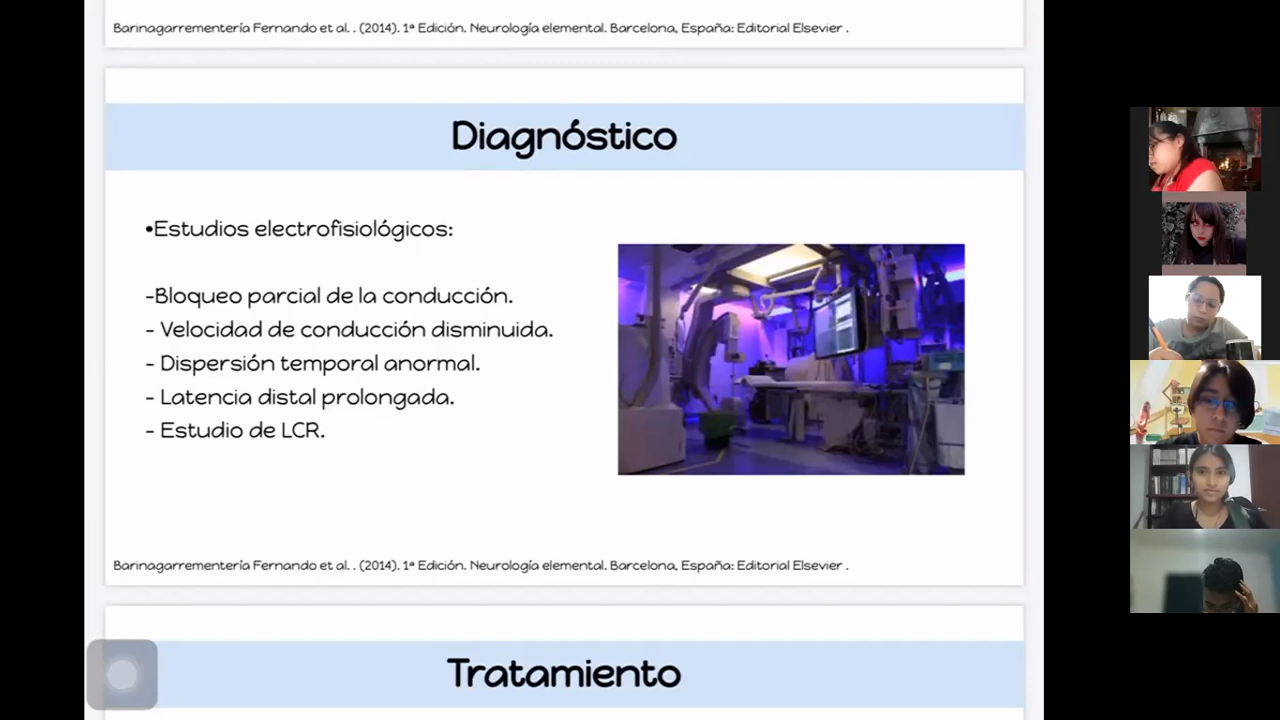 Barinagarrementería Fernando et al. . (2014). 1ª Edición. Neurología elemental. Barcelona, España: Editorial Elsevier .
Diagnóstico
•Estudios electrofisiológicos:
-Bloqueo parcial de la conducción.
- Velocidad de conducción disminuida.
- Dispersión temporal anormal.
- Latencia distal prolongada.
- Estudio de LCR.
Barinagarrementería Fernando et al. . (2014). 1ª Edición. Neurología elemental. Barcelona, España: Editorial Elsevier .
Tratamiento